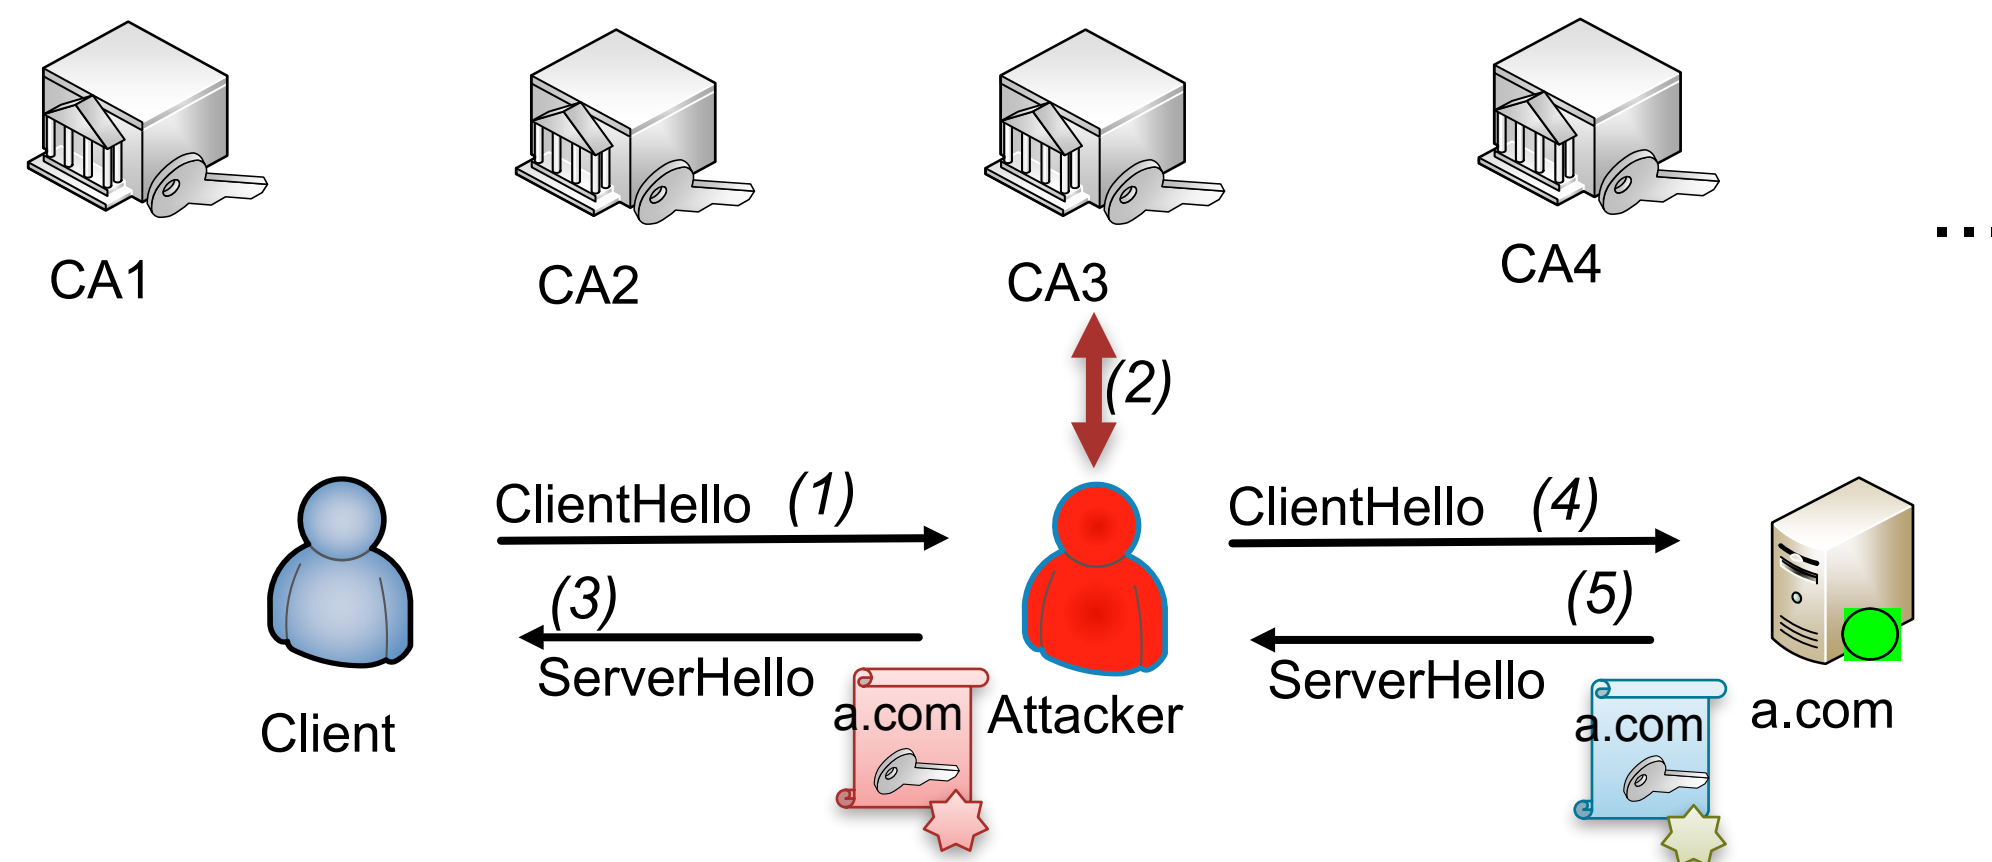 CA1
CA2
CA3
CA4
...
(2)
ClientHello (1)
ClientHello (4)
(3)
(5)
ServerHello
ServerHello
a.com
Attacker
a.com
a.com
Client